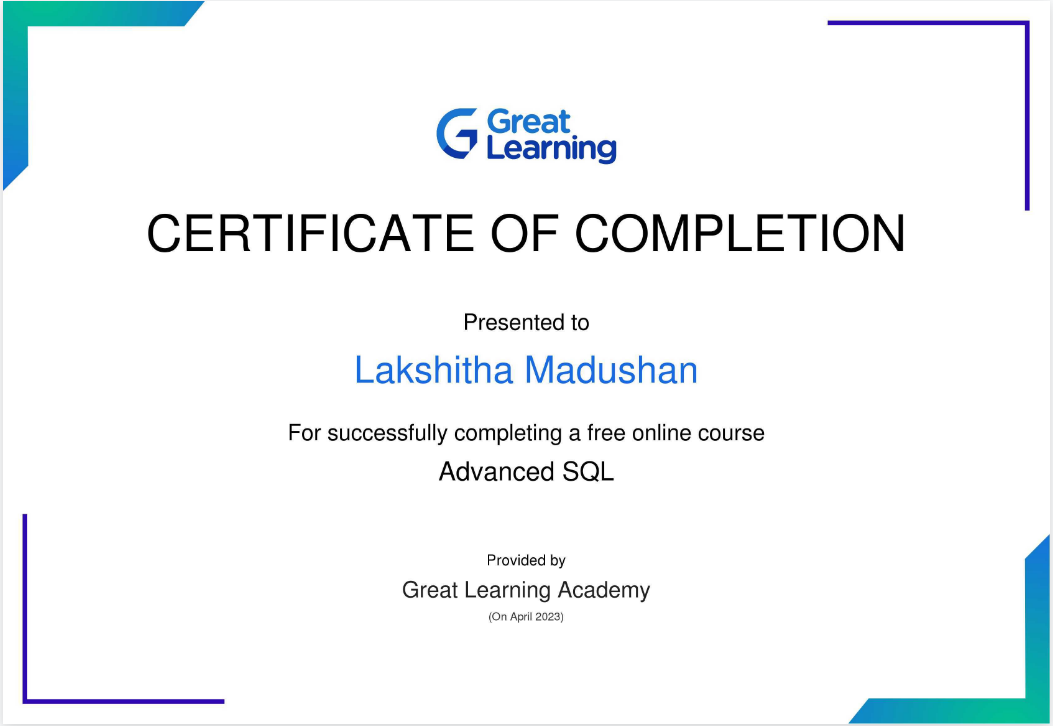 Great
Learning
CERTIFICATE OF COMPLETION
Presented to
Lakshitha Madushan
For successfully completing a free online course
Advanced SQL
Provided by
Great Learning Academy
(On April 2023)